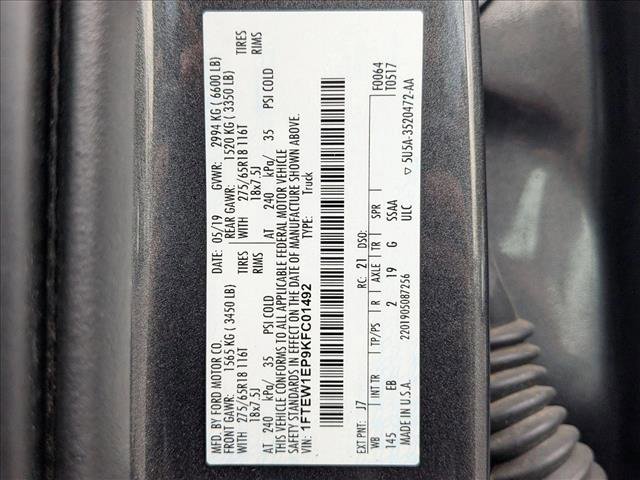 MFD. BY FORD MOTOR CO. DATE: 05/19 GVWR: 2994 KG ( 6600 LB)
FRONT GAWR: 1565 KG ( 3450 LB) REAR GAWR: 1520 KG ( 3350 LB)
WITH 275/65R18 116T TIRES WITH 275/65R18 116T TIRES
18x7.5J RIMS 18x7.5J RIMS
AT 240 kPa/ 35 PSI COLD AT 240 kPa/ 35 PSI COLD
THIS VEHICLE CONFORMS TO ALL APPLICABLE FEDERAL MOTOR VEHICLE
SAFETY STANDARDS IN EFFECT ON THE DATE OF MANUFACTURE SHOWN ABOVE.
VIN: 1FTEW1EP9KFC01492 TYPE: Truck
F0064
EXT PNT: J7 RC: 21 DSO: T0517
WB INT TR TP/PS R AXLE TR SPR
145 EB 2 19 G SSAA
MADE IN U.S.A. 2201905087256 ULC ▽ 5U5A-3520472-AA